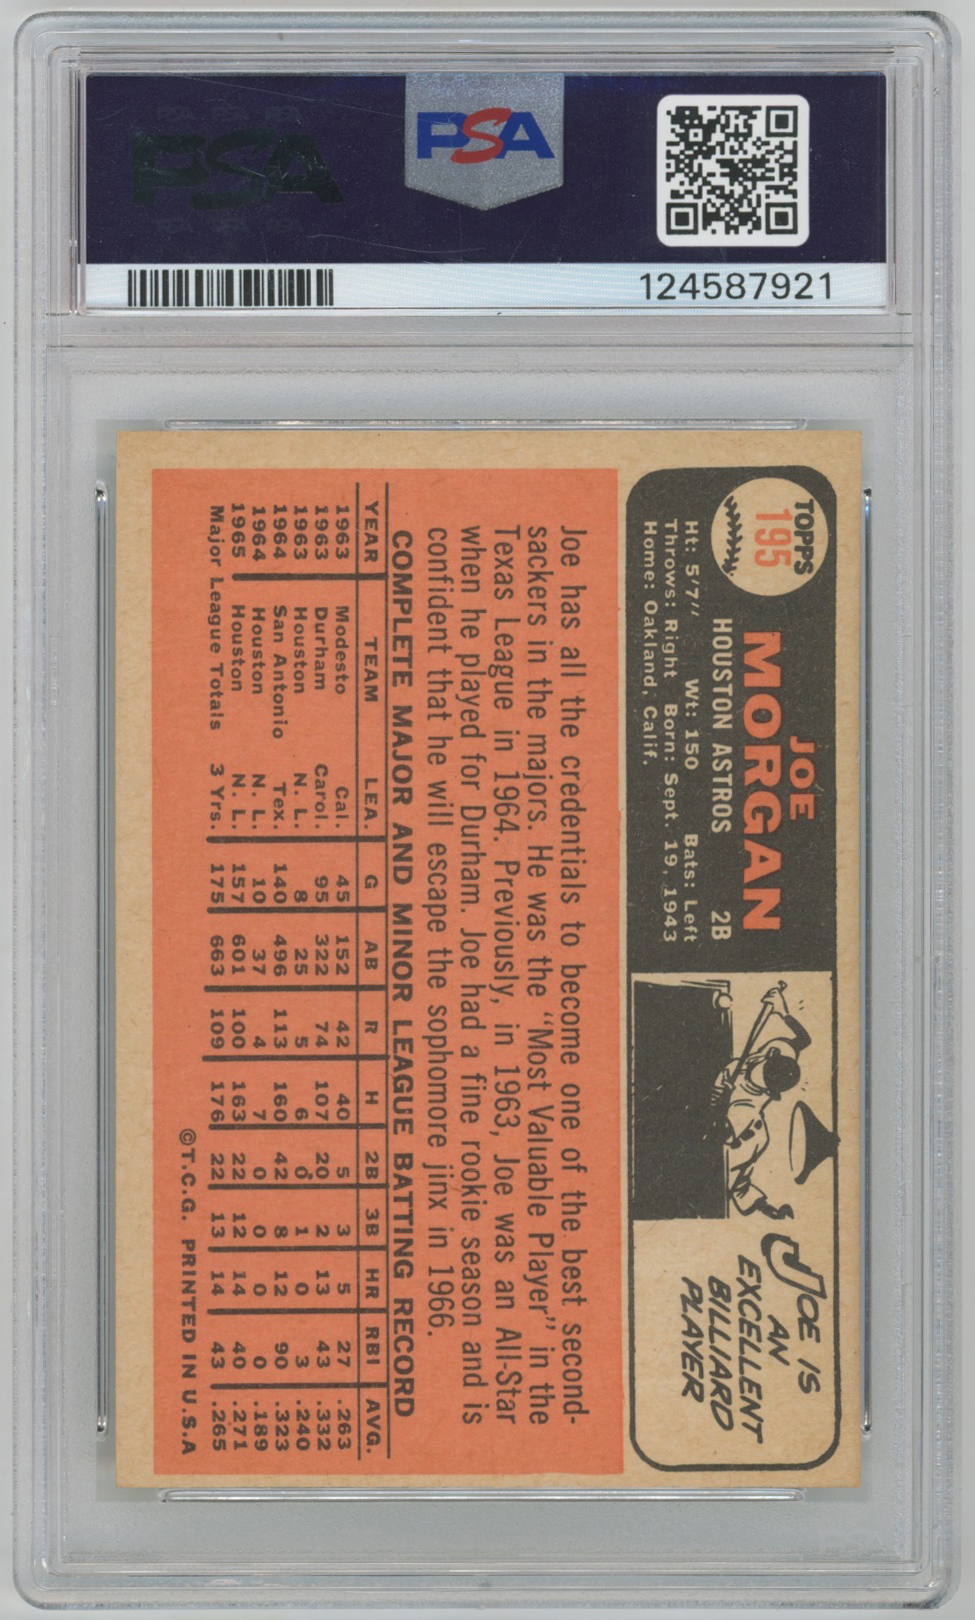 PSA
PSA
124587921
TOPPS
195
JOE
MORGAN
HOUSTON ASTROS 2B
Ht: 5'7" Wt: 150 Bats: Left
Throws: Right Born: Sept. 19, 1943
Home: Oakland, Calif.
JOE IS
AN
EXCELLENT
BILLIARD
PLAYER
Joe has all the credentials to become one of the best second-
sackers in the majors. He was the "Most Valuable Player" in the
Texas League in 1964. Previously, in 1963, Joe was an All-Star
when he played for Durham. Joe had a fine rookie season and is
confident that he will escape the sophomore jinx in 1966.
COMPLETE MAJOR AND MINOR LEAGUE BATTING RECORD
YEAR TEAM LEA. G AB R H 2B 3B HR RBI AVG.
1963 Modesto Cal. 45 152 42 40 5 3 5 27 .263
1963 Durham Carol. 95 322 74 107 20 2 13 43 .332
1963 Houston N. L. 8 25 5 6 0 1 0 3 .240
1964 San Antonio Tex. 140 496 113 160 42 8 12 90 .323
1964 Houston N. L. 10 37 4 7 0 0 0 0 .189
1965 Houston N. L. 157 601 100 163 22 12 14 40 .271
Major League Totals 3 Yrs. 175 663 109 176 22 13 14 43 .265
©T.C.G. PRINTED IN U.S.A